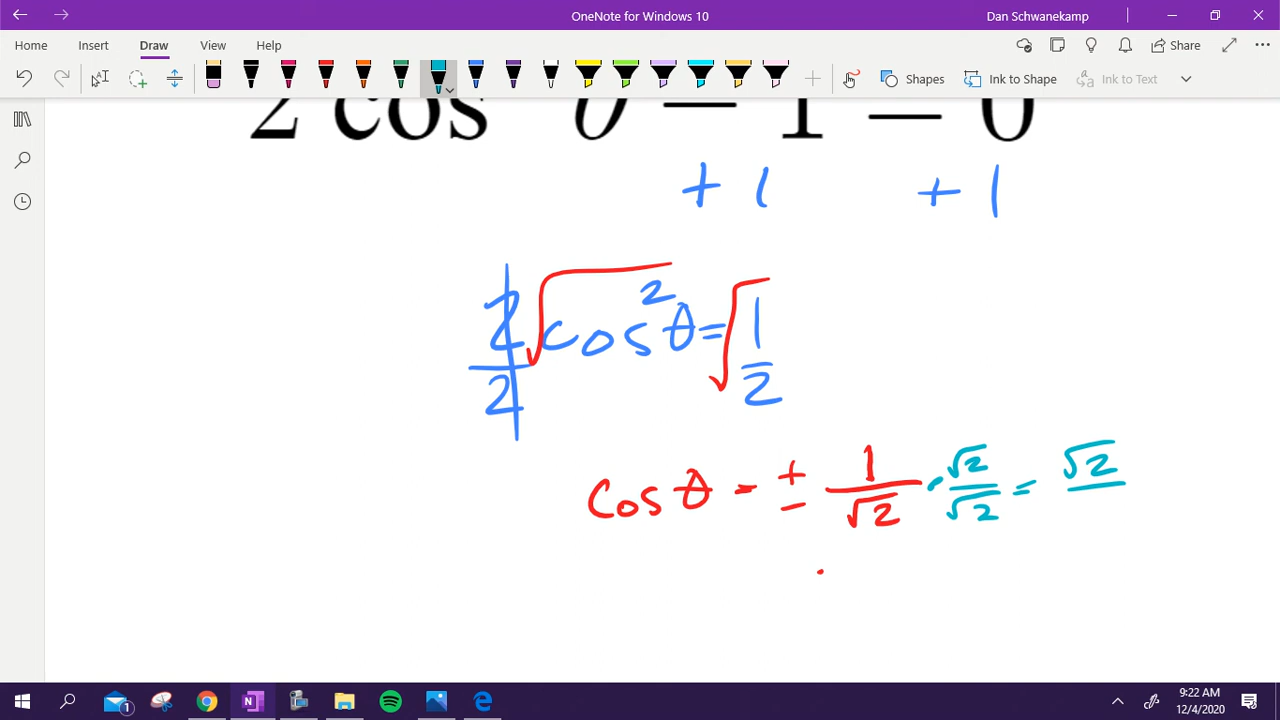 OneNote for Windows 10
Dan Schwanekamp
Home Insert Draw View Help
Share
Shapes Ink to Shape Ink to Text
2 cos θ − 1 = 0
+ 1 + 1
2/2 √cos²θ = √1/2
cos θ = ± 1/√2 · √2/√2 = √2
9:22 AM
12/4/2020
1